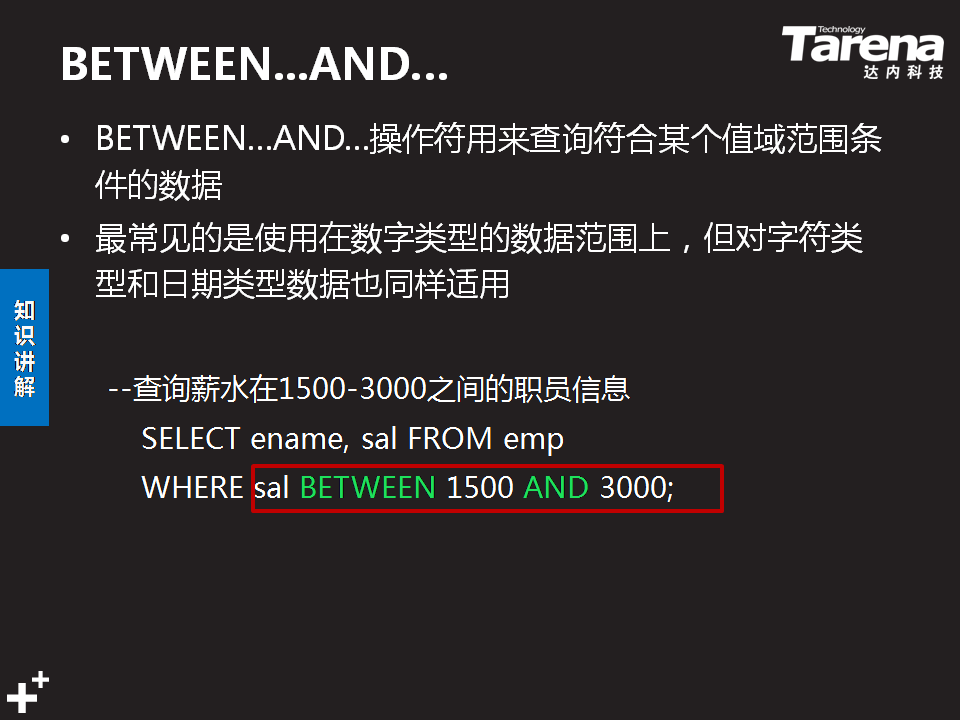 BETWEEN...AND...
Technology
Tarena
达内科技
• BETWEEN...AND...操作符用来查询符合某个值域范围条
件的数据
• 最常见的是使用在数字类型的数据范围上，但对字符类
型和日期类型数据也同样适用
知识讲解
--查询薪水在1500-3000之间的职员信息
SELECT ename, sal FROM emp
WHERE sal BETWEEN 1500 AND 3000;